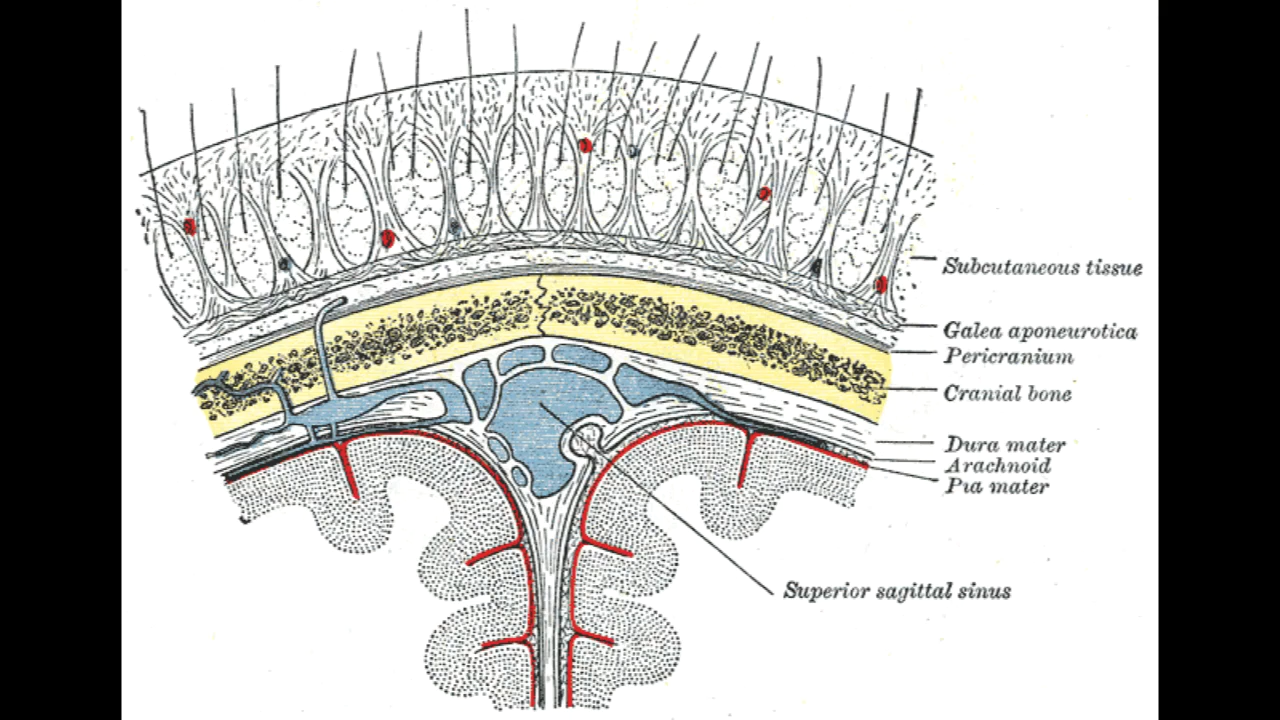 Subcutaneous tissue
Galea aponeurotica
Pericranium
Cranial bone
Dura mater
Arachnoid
Pia mater
Superior sagittal sinus